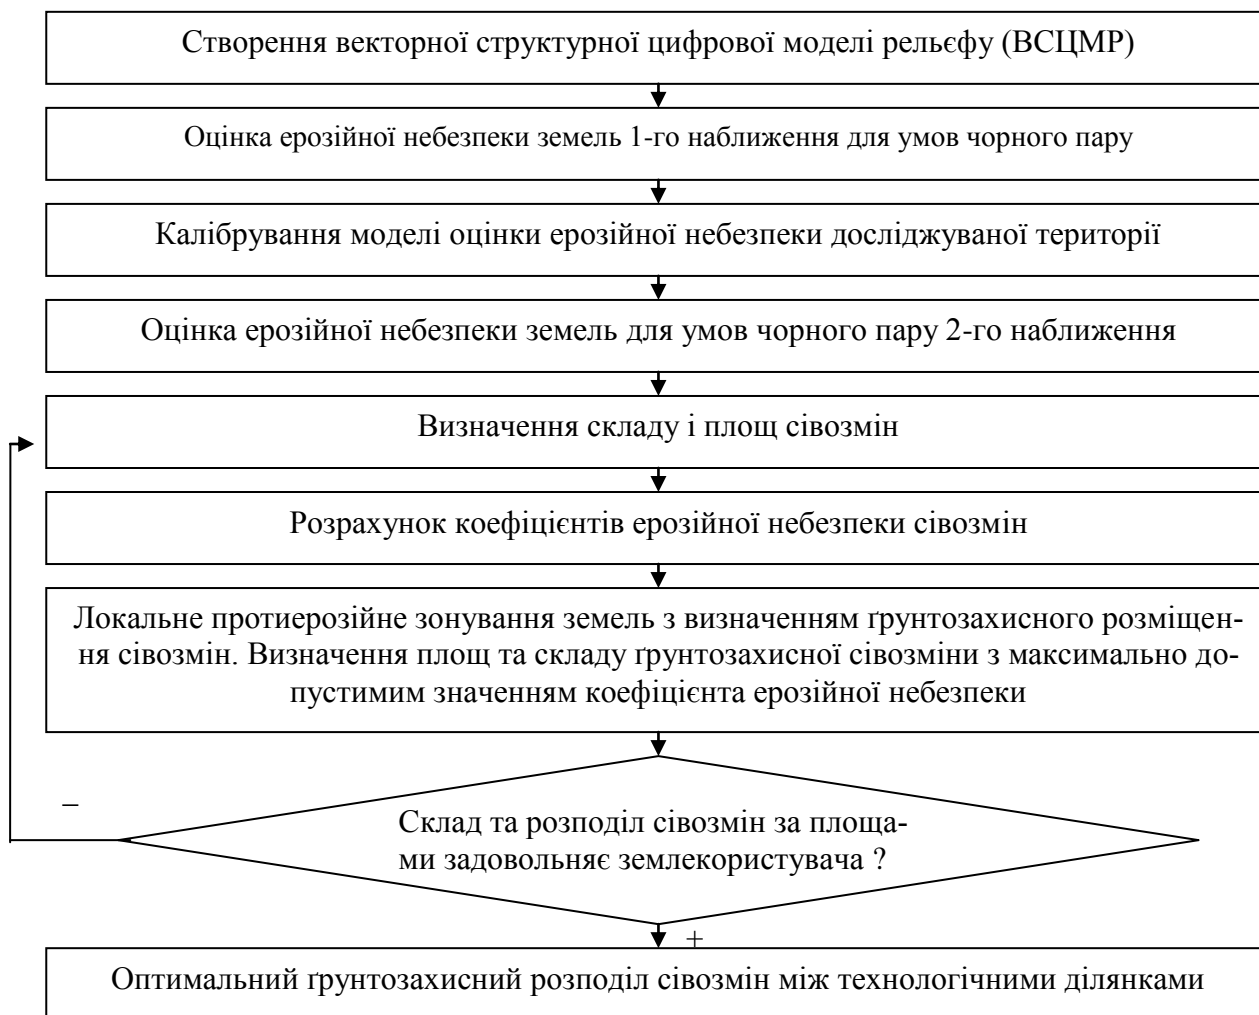 Створення векторної структурної цифрової моделі рельєфу (ВСЦМР)
Оцінка ерозійної небезпеки земель 1-го наближення для умов чорного пару
Калібрування моделі оцінки ерозійної небезпеки досліджуваної території
Оцінка ерозійної небезпеки земель для умов чорного пару 2-го наближення
Визначення складу і площ сівозмін
Розрахунок коефіцієнтів ерозійної небезпеки сівозмін
Локальне протиерозійне зонування земель з визначенням ґрунтозахисного розміщен-
ня сівозмін. Визначення площ та складу ґрунтозахисної сівозміни з максимально до-
пустимим значенням коефіцієнта ерозійної небезпеки
–
Склад та розподіл сівозмін за площа-
ми задовольняє землекористувача ?
+
Оптимальний ґрунтозахисний розподіл сівозмін між технологічними ділянками